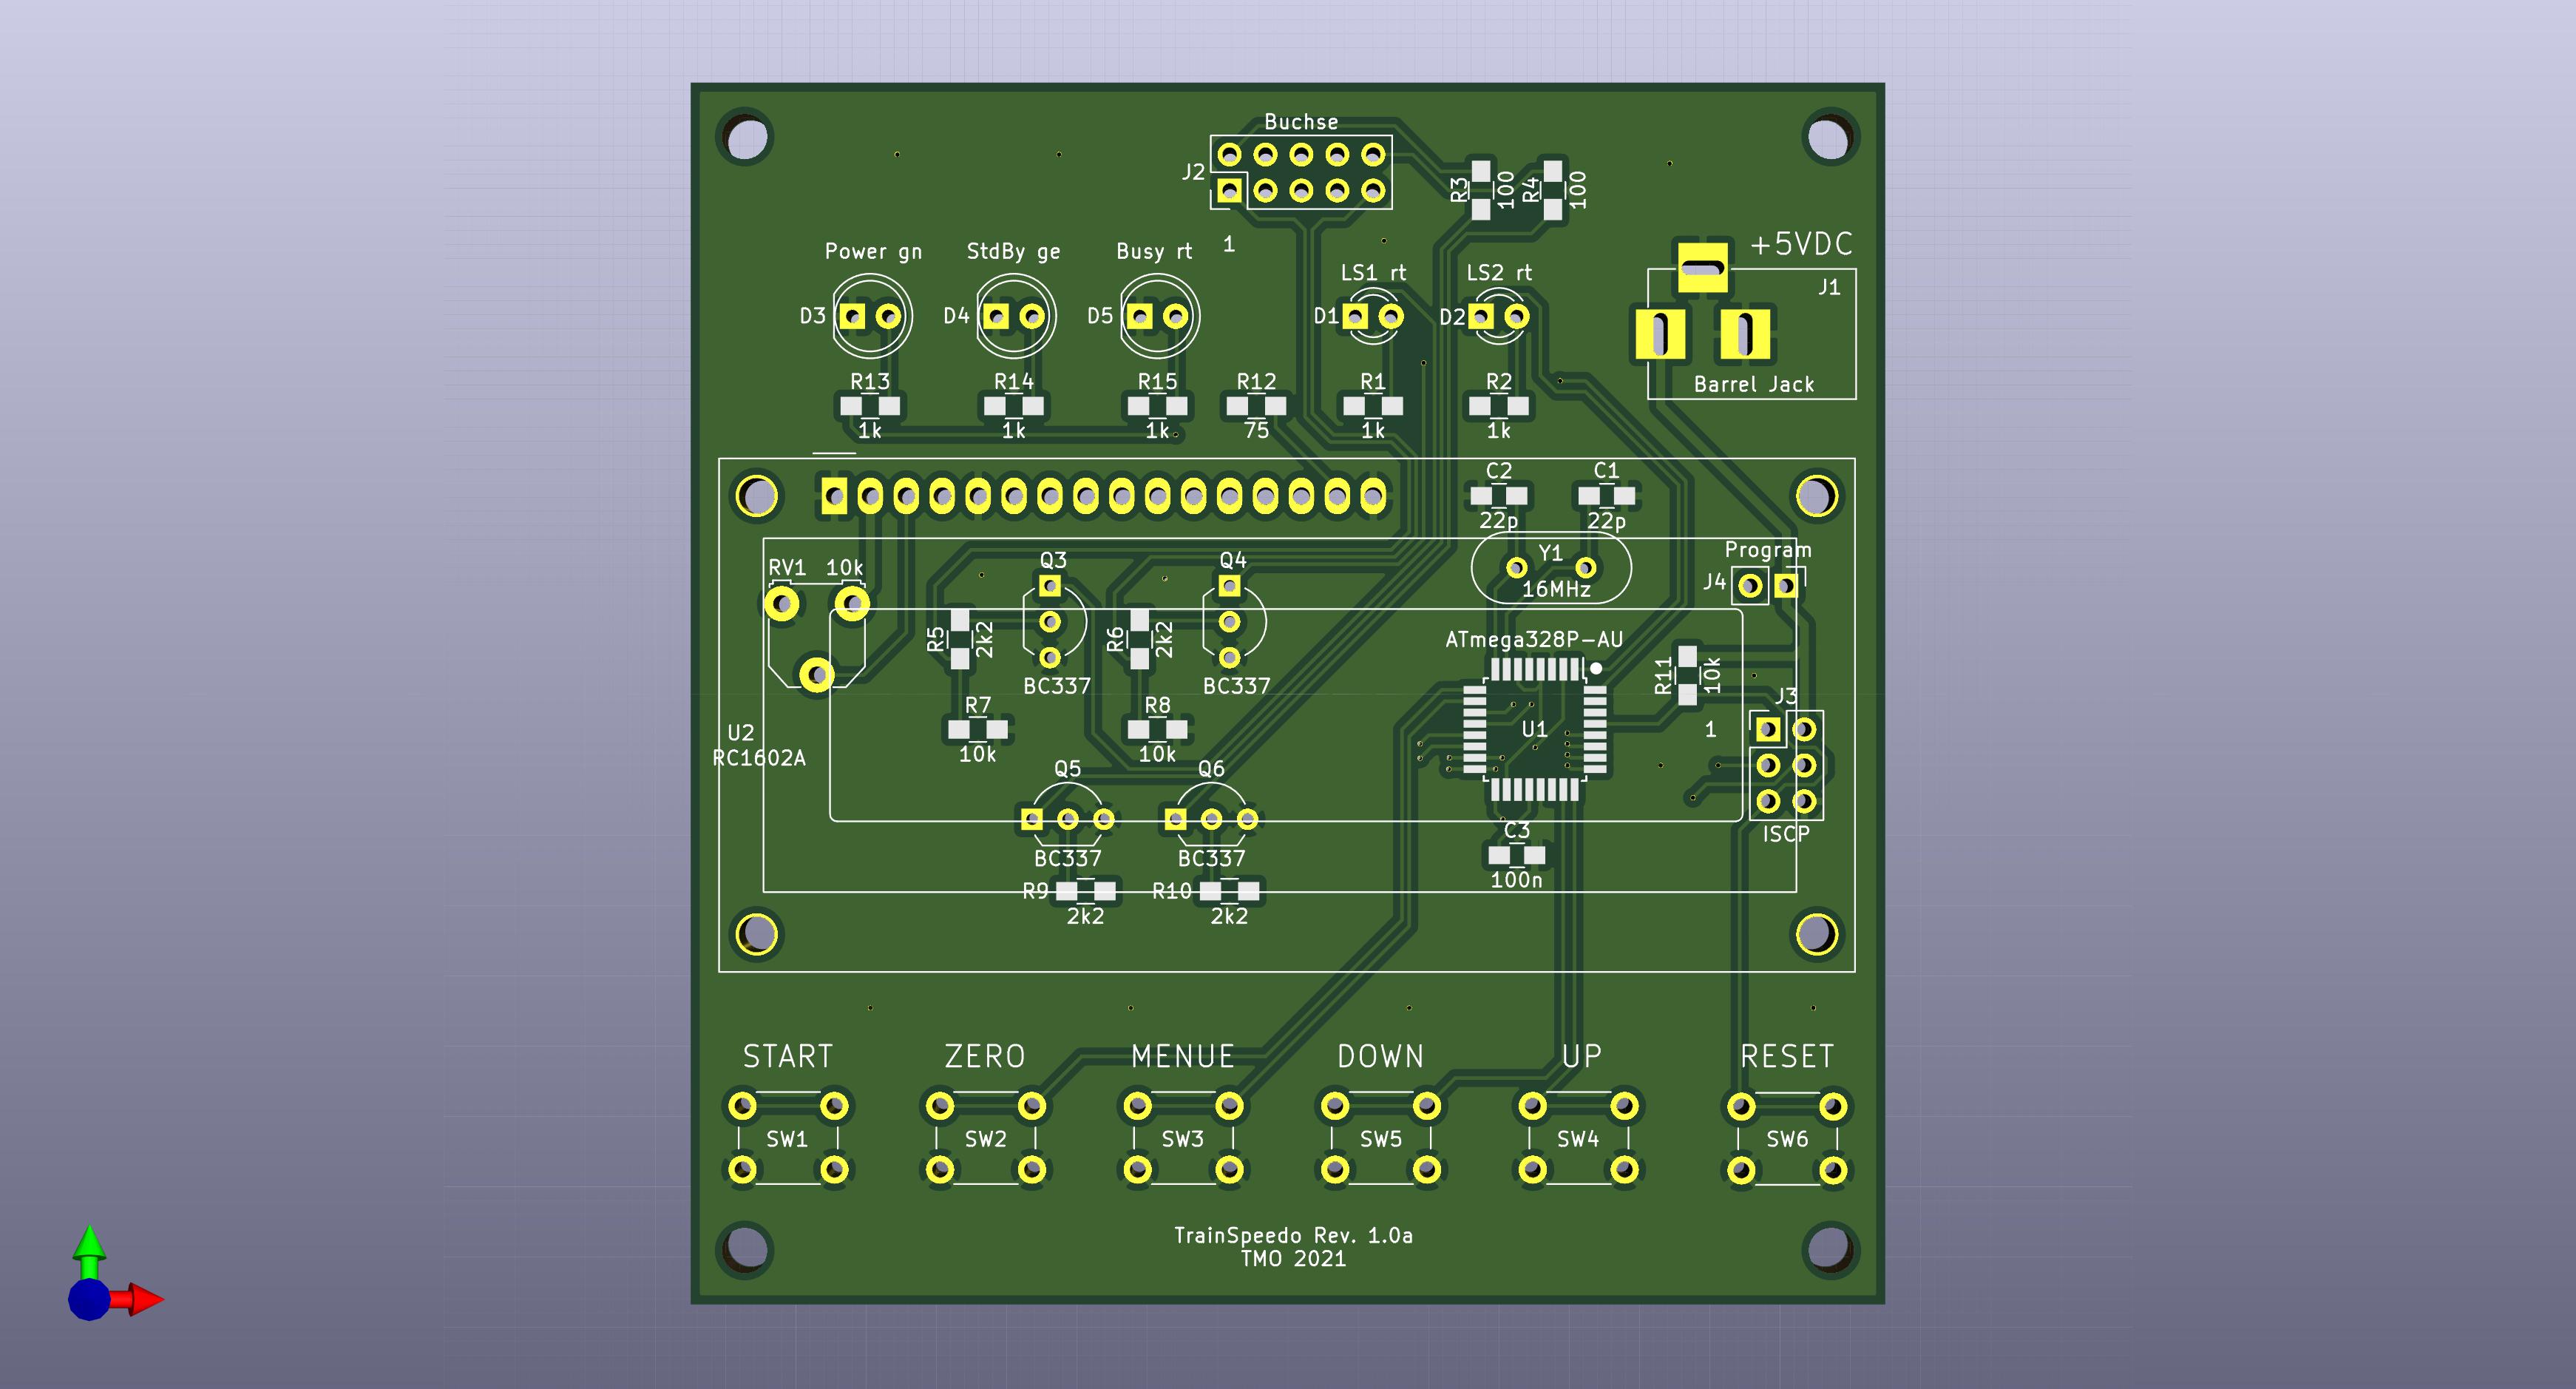 Buchse
J2
R3
100
R4
100
1
+5VDC
Power gn
StdBy ge
Busy rt
LS1 rt
LS2 rt
J1
D3
D4
D5
D1
D2
R13
R14
R15
R12
R1
R2
Barrel Jack
1k
1k
1k
75
1k
1k
C2
C1
22p
22p
Q3
Q4
Y1
Program
RV1 10k
16MHz
J4
R5
2k2
R6
2k2
ATmega328P-AU
R11
10k
BC337
BC337
J3
R7
R8
U2
U1
1
RC1602A
10k
10k
Q5
Q6
C3
ISCP
BC337
BC337
100n
R9
R10
2k2
2k2
START
ZERO
MENUE
DOWN
UP
RESET
SW1
SW2
SW3
SW5
SW4
SW6
TrainSpeedo Rev. 1.0a
TMO 2021